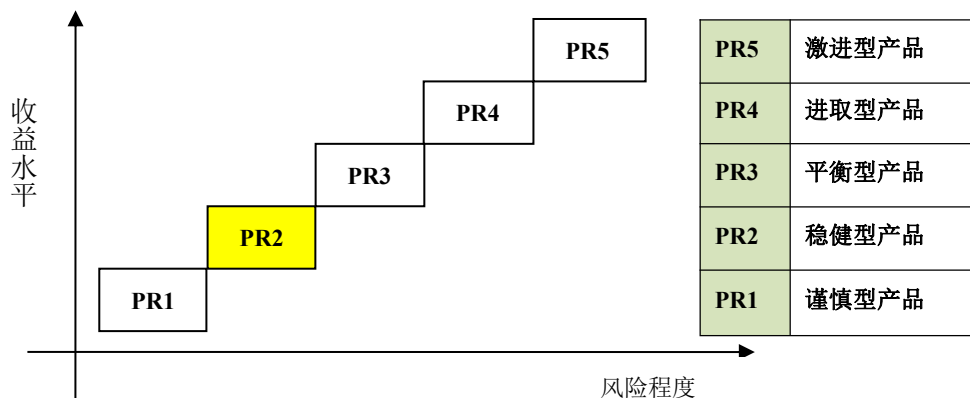 收益水平
PR5
PR4
PR3
PR2
PR1
风险程度
PR5 激进型产品
PR4 进取型产品
PR3 平衡型产品
PR2 稳健型产品
PR1 谨慎型产品